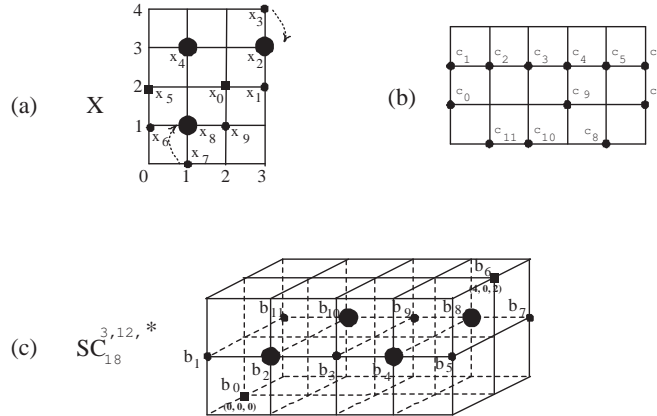 4
3
2
1
0
1
2
3
x₃
x₄
x₂
x₅
x₀
x₁
x₆
x₈
x₉
x₇
(a)
X
(b)
c₁
c₂
c₃
c₄
c₅
c
c₀
c₉
c
c₁₁
c₁₀
c₈
(c)
SC₁₈^{3,12,*}
b₆
(4, 0, 2)
b₁₁
b₁₀
b₉
b₈
b₇
b₁
b₂
b₃
b₄
b₅
b₀
(0, 0, 0)